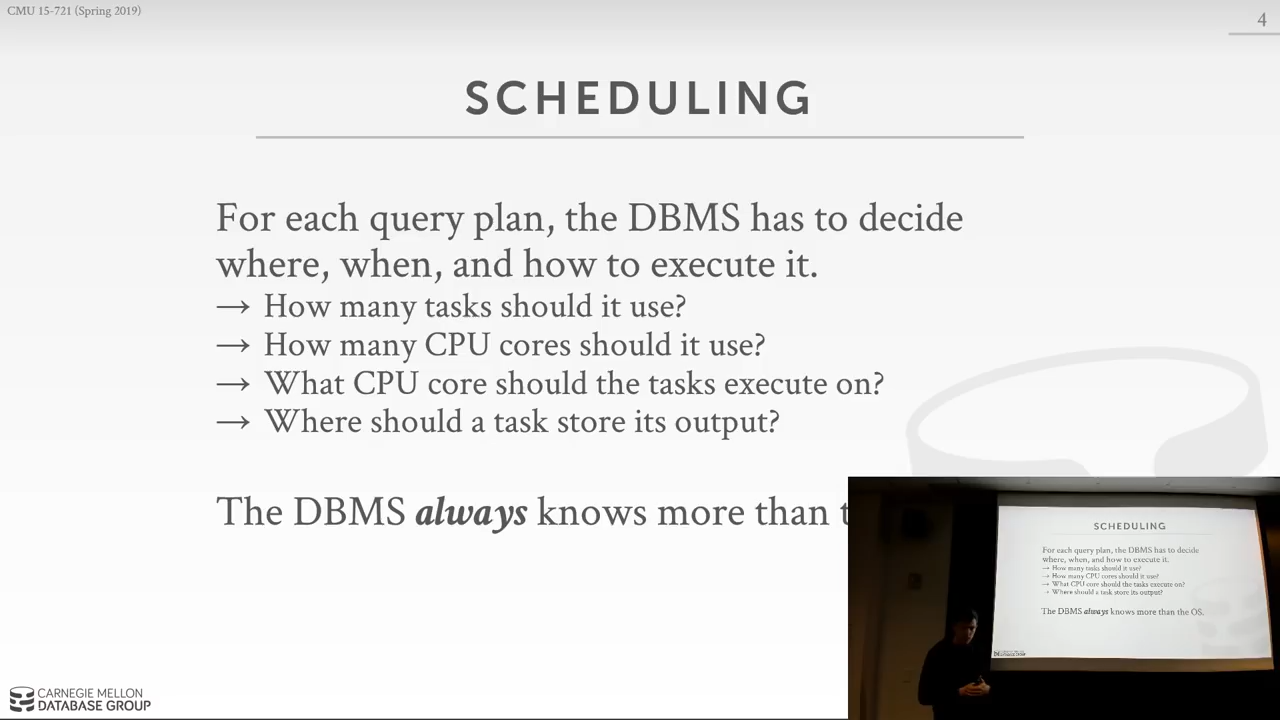 CMU 15-721 (Spring 2019)
4
SCHEDULING
For each query plan, the DBMS has to decide
where, when, and how to execute it.
→ How many tasks should it use?
→ How many CPU cores should it use?
→ What CPU core should the tasks execute on?
→ Where should a task store its output?
The DBMS always knows more than t
CARNEGIE MELLON
DATABASE GROUP
SCHEDULING
For each query plan, the DBMS has to decide
where, when, and how to execute it.
→ How many tasks should it use?
→ How many CPU cores should it use?
→ What CPU core should the tasks execute on?
→ Where should a task store its output?
The DBMS always knows more than the OS.